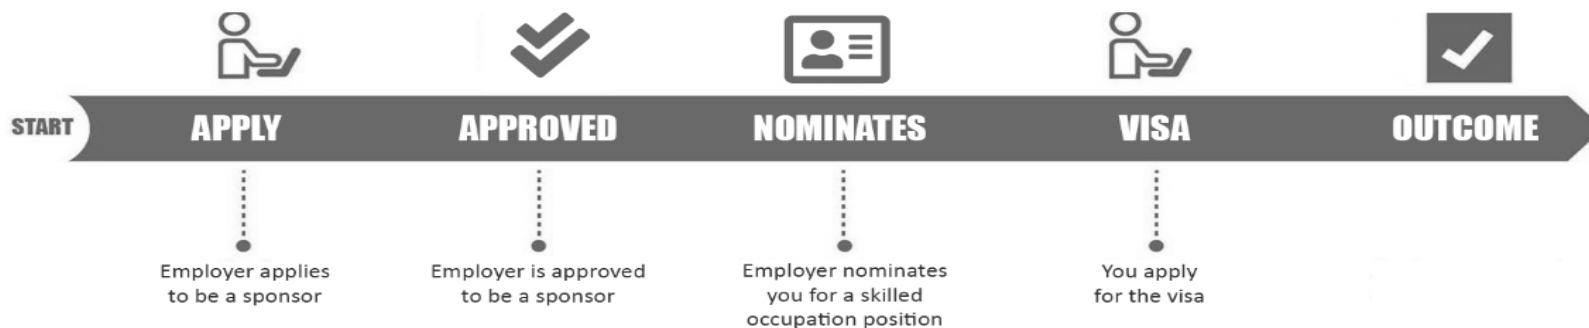 START
APPLY
APPROVED
NOMINATES
VISA
OUTCOME
Employer applies
to be a sponsor
Employer is approved
to be a sponsor
Employer nominates
you for a skilled
occupation position
You apply
for the visa